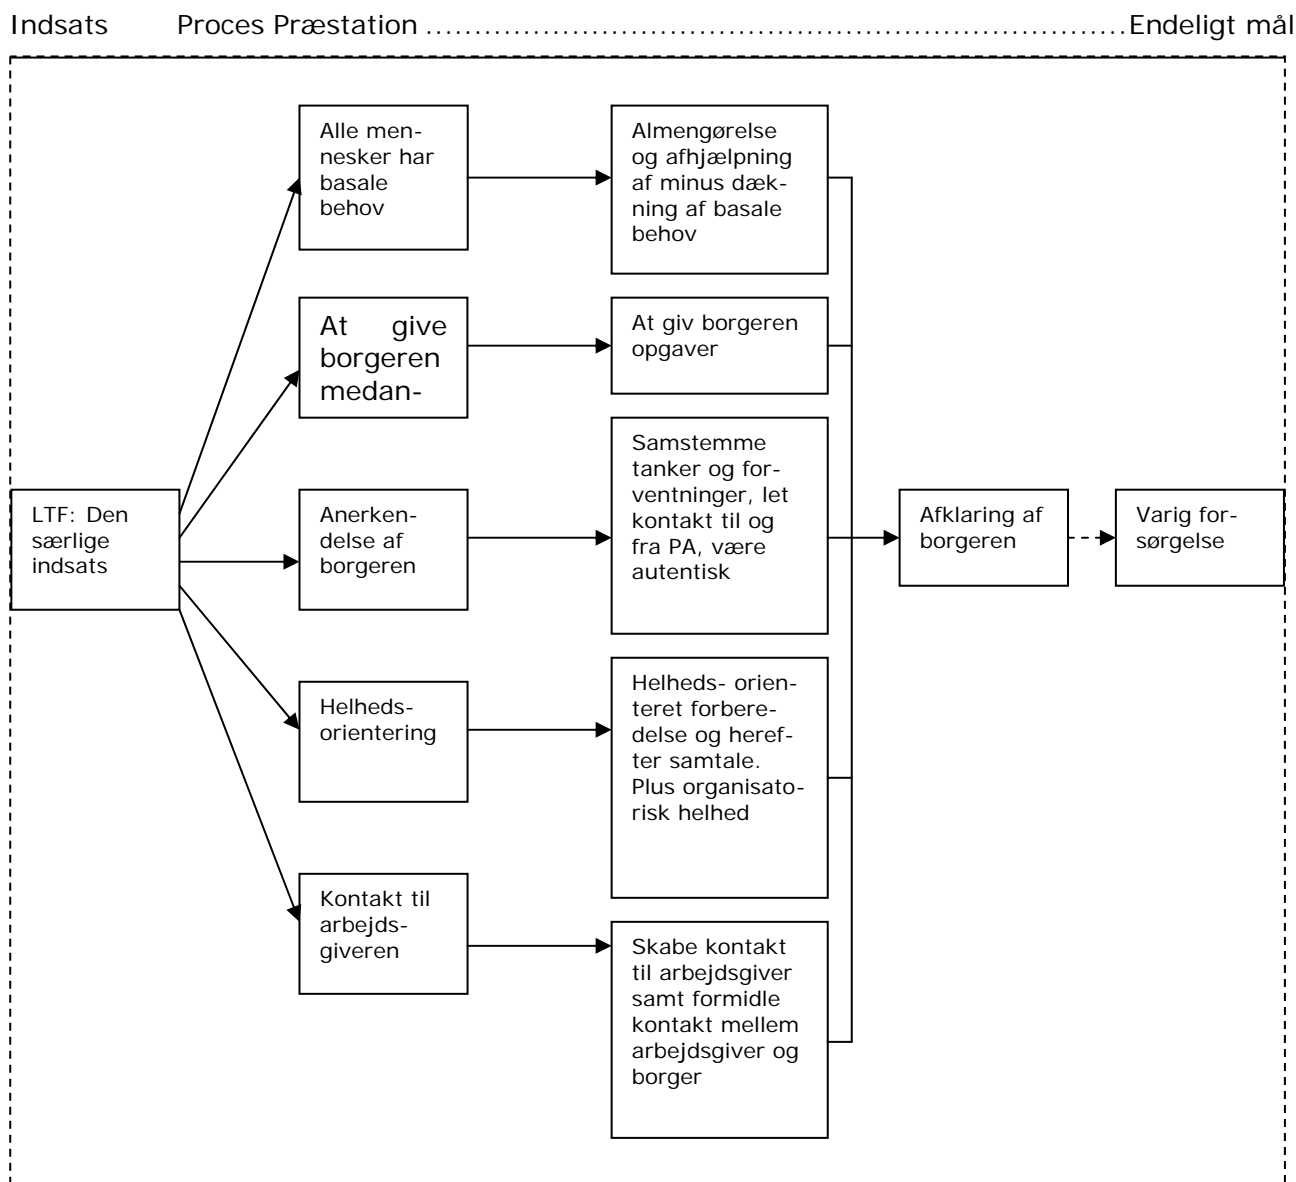 Indsats Proces Præstation ........................................................................Endeligt mål
Alle men-
nesker har
basale
behov
Almengørelse
og afhjælpning
af minus dæk-
ning af basale
behov
At give
borgeren
medan-
At giv borgeren
opgaver
LTF: Den
særlige
indsats
Anerken-
delse af
borgeren
Samstemme
tanker og for-
ventninger, let
kontakt til og
fra PA, være
autentisk
Afklaring af
borgeren
Varig for-
sørgelse
Helheds-
orientering
Helheds- orien-
teret forbere-
delse og heref-
ter samtale.
Plus organisato-
risk helhed
Kontakt til
arbejds-
giveren
Skabe kontakt
til arbejdsgiver
samt formidle
kontakt mellem
arbejdsgiver og
borger